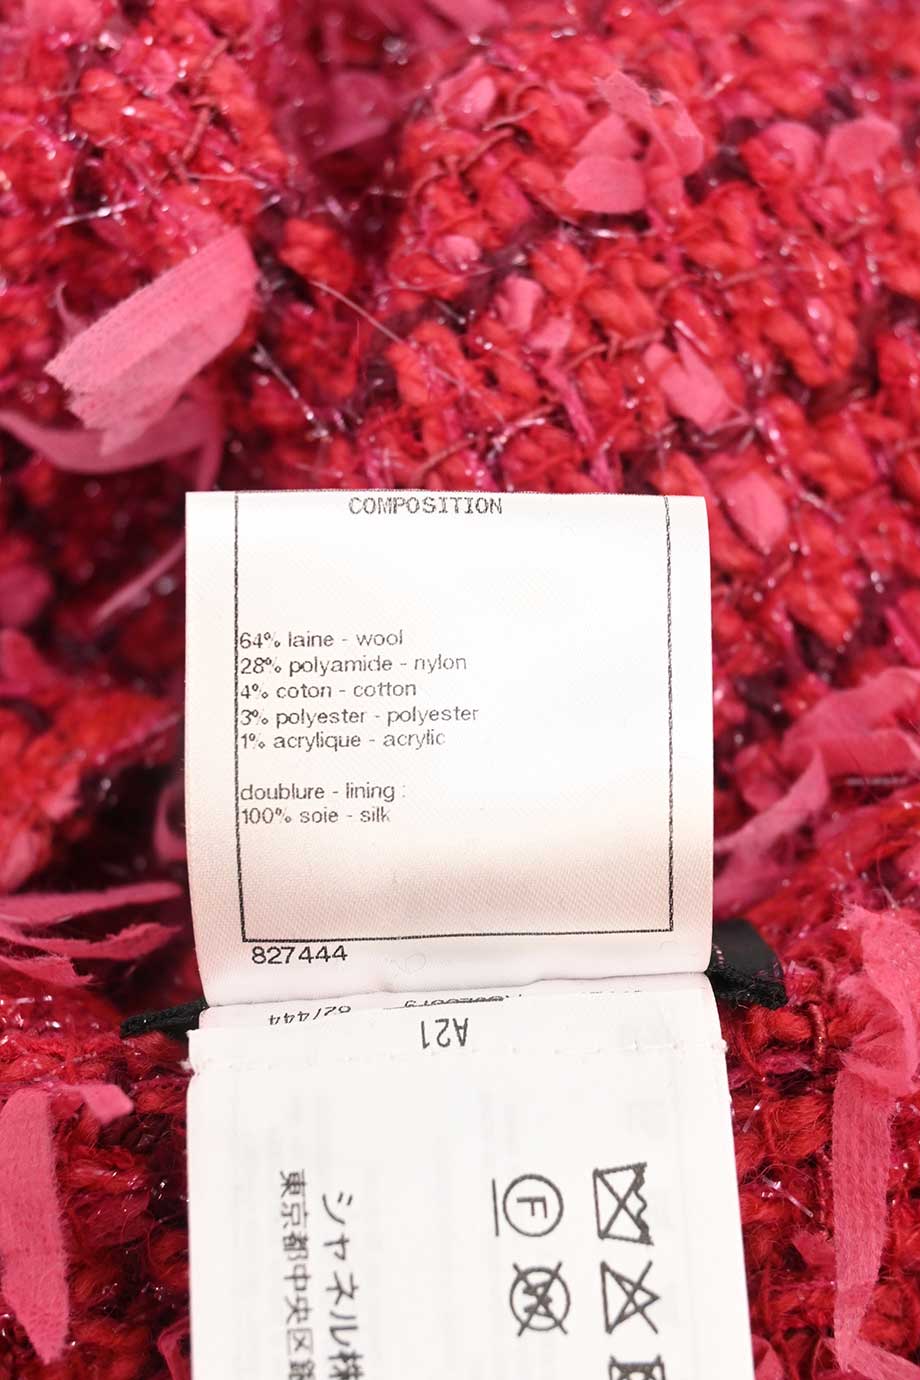 COMPOSITION
64% laine - wool
28% polyamide - nylon
4% coton - cotton
3% polyester - polyester
1% acrylique - acrylic
doublure - lining :
100% soie - silk
827444
A21
F
W
シャネル株
東京都中央区銀